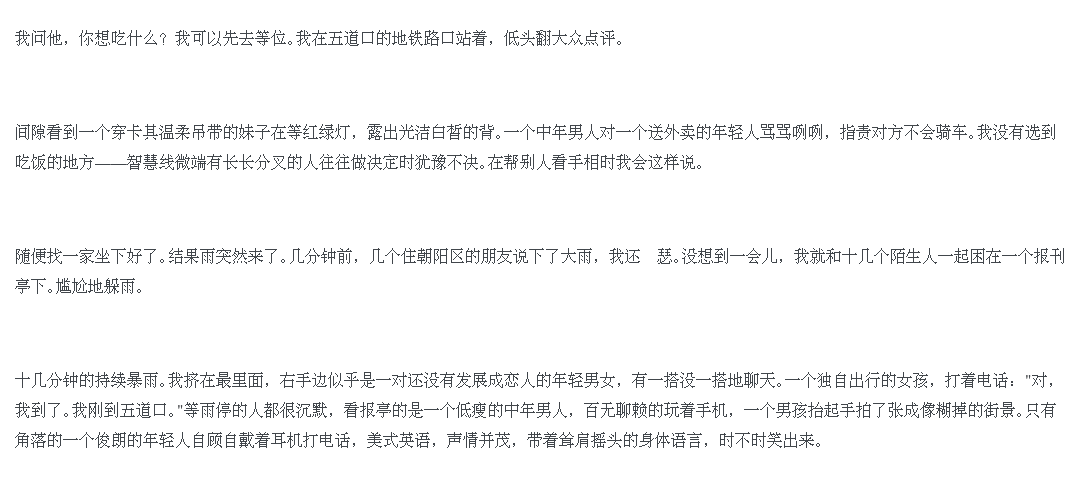 我问他，你想吃什么？我可以先去等位。我在五道口的地铁路口站着，低头翻大众点评。
间隙看到一个穿卡其温柔吊带的妹子在等红绿灯，露出光洁白皙的背。一个中年男人对一个送外卖的年轻人骂骂咧咧，指责对方不会骑车。我没有选到
吃饭的地方——智慧线微端有长长分叉的人往往做决定时犹豫不决。在帮别人看手相时我会这样说。
随便找一家坐下好了。结果雨突然来了。几分钟前，几个住朝阳区的朋友说下了大雨，我还　瑟。没想到一会儿，我就和十几个陌生人一起困在一个报刊
亭下。尴尬地躲雨。
十几分钟的持续暴雨。我挤在最里面，右手边似乎是一对还没有发展成恋人的年轻男女，有一搭没一搭地聊天。一个独自出行的女孩，打着电话："对，
我到了。我刚到五道口。"等雨停的人都很沉默，看报亭的是一个低瘦的中年男人，百无聊赖的玩着手机，一个男孩抬起手拍了张成像糊掉的街景。只有
角落的一个俊朗的年轻人自顾自戴着耳机打电话，美式英语，声情并茂，带着耸肩摇头的身体语言，时不时笑出来。